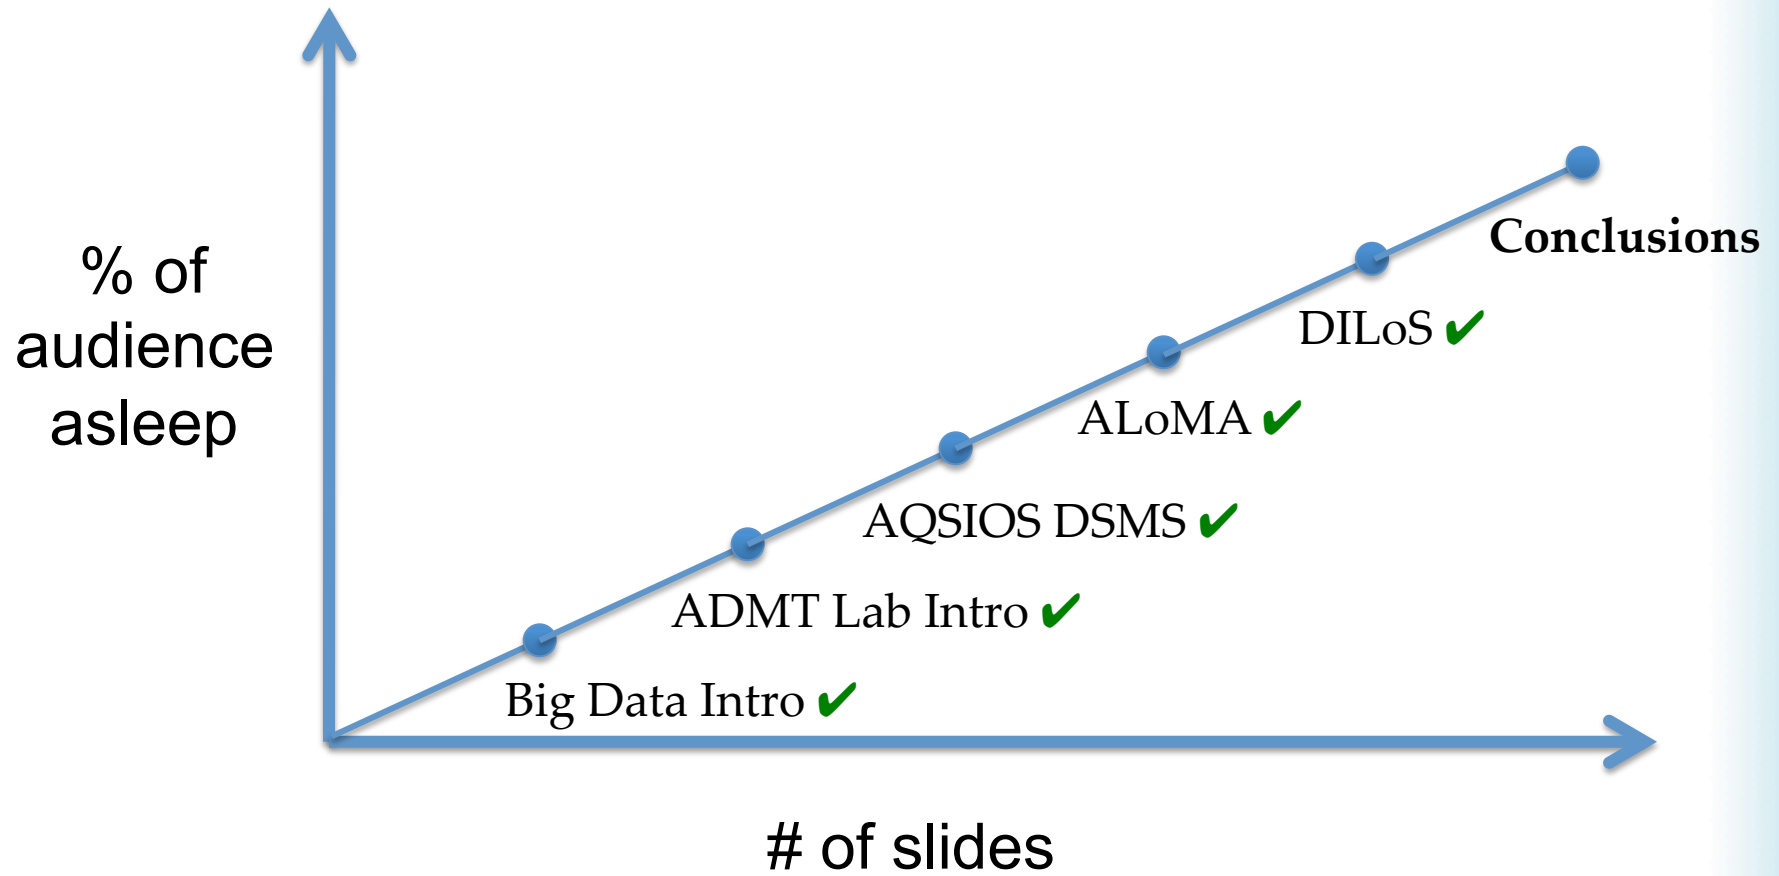 % of
audience
asleep
Conclusions
DILoS ✔
ALoMA ✔
AQSIOS DSMS ✔
ADMT Lab Intro ✔
Big Data Intro ✔
# of slides